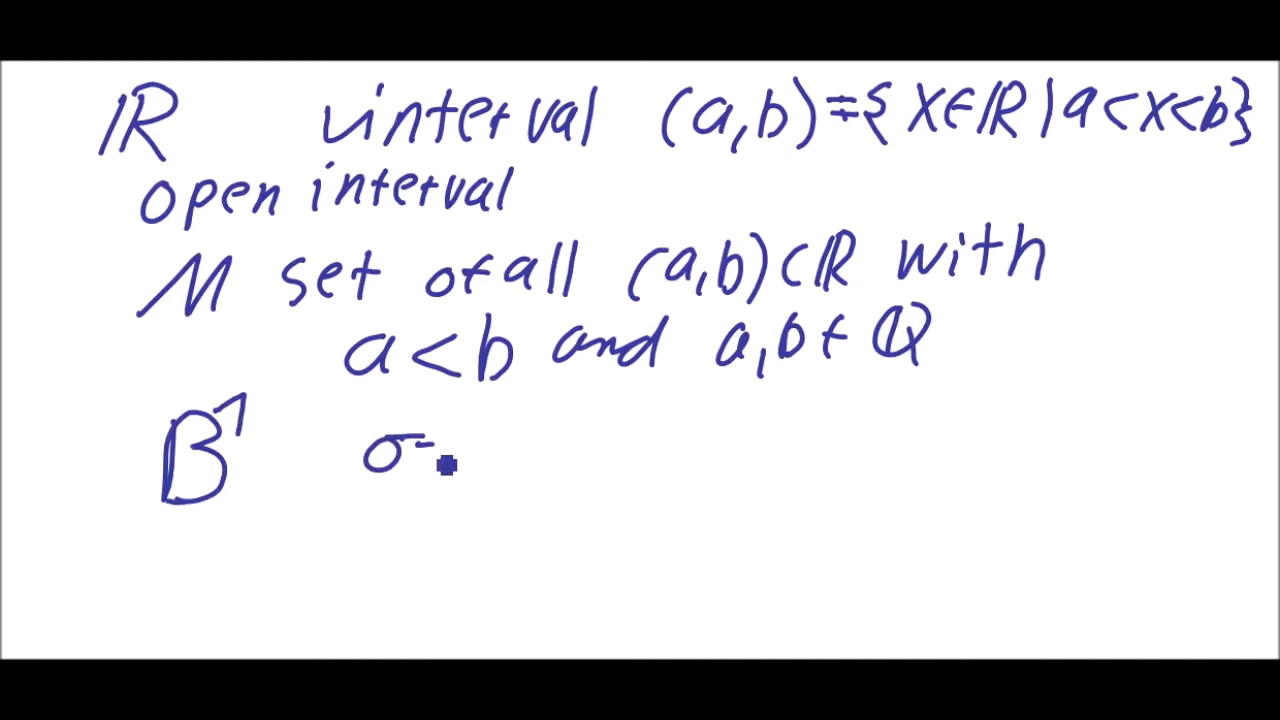 ℝ interval (a,b)={x∈ℝ|a<x<b}
open interval
M set of all (a,b)⊂ℝ with
a<b and a,b∈ℚ
B¹ σ-